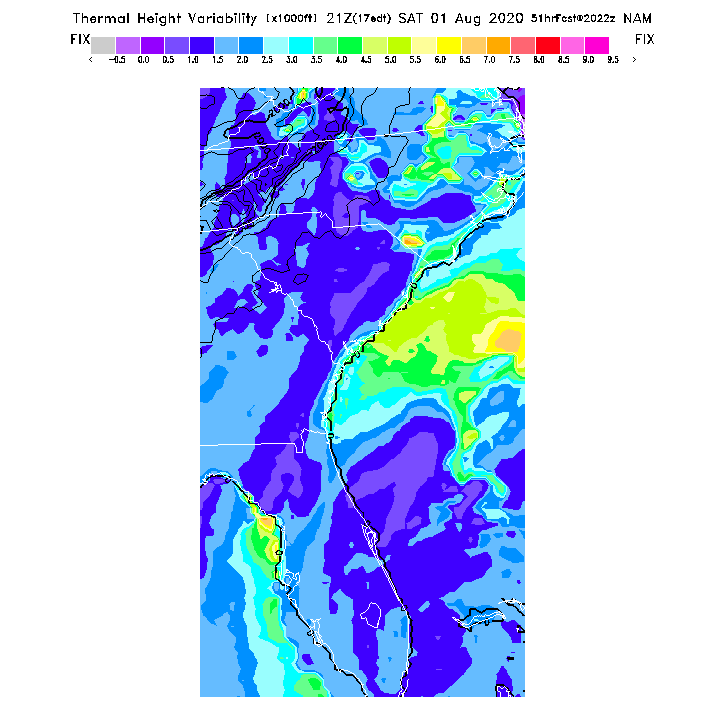 Thermal Height Variability [x1000ft] 21Z(17edt) SAT 01 Aug 2020 51hrFcst@2022z NAM
FIX FIX
< -0.5 0.0 0.5 1.0 1.5 2.0 2.5 3.0 3.5 4.0 4.5 5.0 5.5 6.0 6.5 7.0 7.5 8.0 8.5 9.0 9.5 >